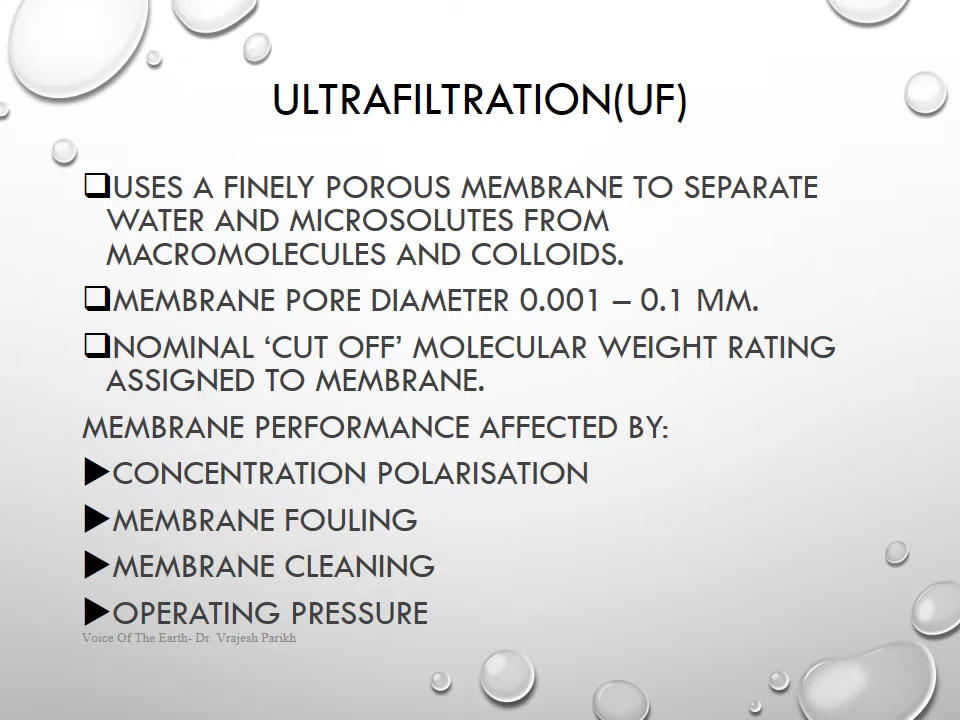 ULTRAFILTRATION(UF)
USES A FINELY POROUS MEMBRANE TO SEPARATE
WATER AND MICROSOLUTES FROM
MACROMOLECULES AND COLLOIDS.
MEMBRANE PORE DIAMETER 0.001 – 0.1 ΜM.
NOMINAL ‘CUT OFF’ MOLECULAR WEIGHT RATING
ASSIGNED TO MEMBRANE.
MEMBRANE PERFORMANCE AFFECTED BY:
CONCENTRATION POLARISATION
MEMBRANE FOULING
MEMBRANE CLEANING
OPERATING PRESSURE
Voice Of The Earth- Dr. Vrajesh Parikh